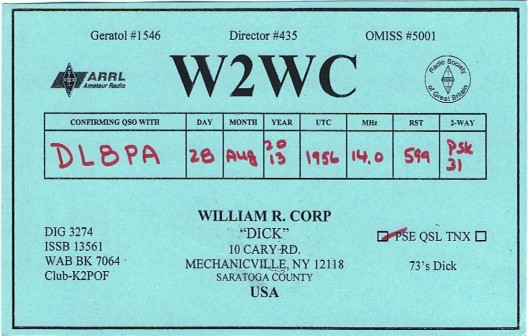 Geratol #1546 Director #435 OMISS #5001
W2WC
ARRL
Amateur Radio
Radio Society
of Great Britain
CONFIRMING QSO WITH DAY MONTH YEAR UTC MHz RST 2-WAY
DL8PA 28 AUG 2013 1956 14.0 599 PSK 31
WILLIAM R. CORP
"DICK"
10 CARY RD.
MECHANICVILLE, NY 12118
SARATOGA COUNTY
USA
DIG 3274
ISSB 13561
WAB BK 7064
Club-K2POF
PSE QSL TNX
73's Dick